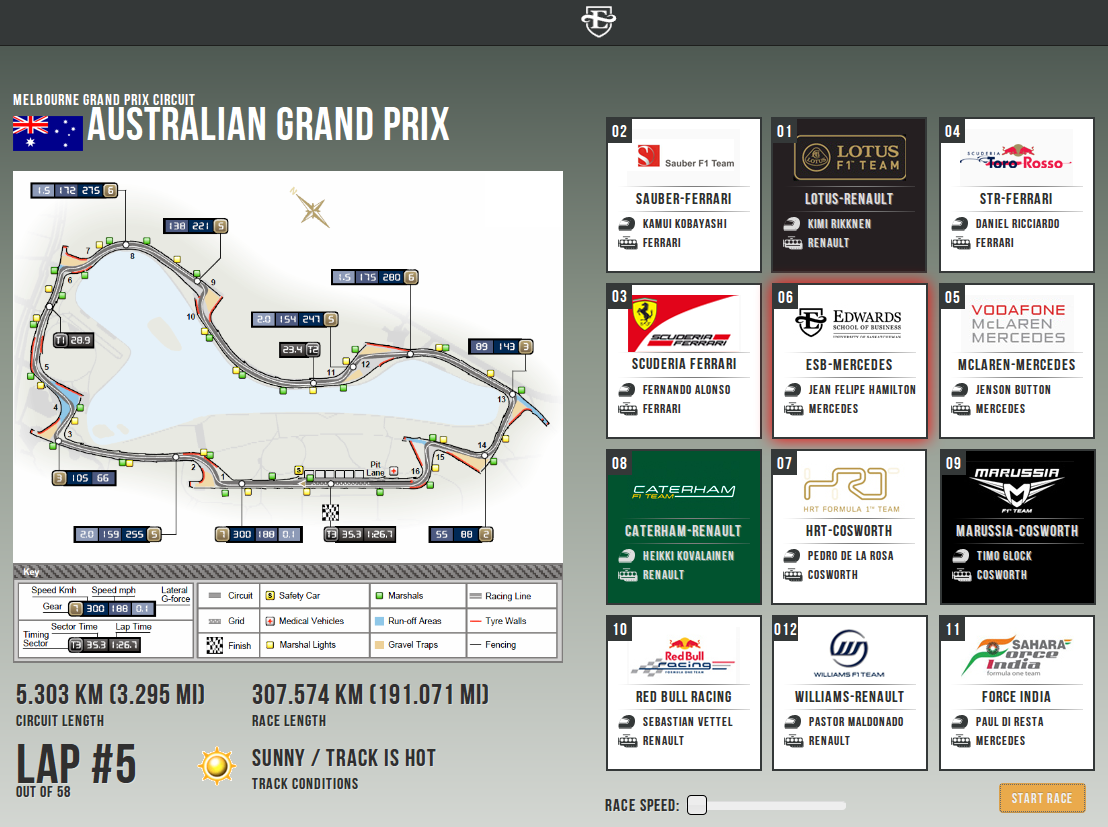 MELBOURNE GRAND PRIX CIRCUIT
AUSTRALIAN GRAND PRIX
1.5 172 275 6
N
138 221 5
7
8
9
6
1.5 175 280 6
10
2.0 154 247 5
T1 28.9
23.4 T2
89 143 3
5
11
12
13
4
3
14
2
15
Pit
Lane
1
S
16
3 105 66
2.0 159 255 5
7 300 188 0.1
T3 35.3 1:26.7
55 88 2
Key
Speed Kmh Speed mph Lateral
G-force
Gear 7 300 188 0.1
Sector Time Lap Time
Timing
Sector T3 35.3 1:26.7
Circuit S Safety Car Marshals Racing Line
Grid Medical Vehicles Run-off Areas Tyre Walls
Finish Marshal Lights Gravel Traps Fencing
5.303 KM (3.295 MI)
CIRCUIT LENGTH
307.574 KM (191.071 MI)
RACE LENGTH
LAP #5
OUT OF 58
SUNNY / TRACK IS HOT
TRACK CONDITIONS
E
02
Sauber F1 Team
SAUBER-FERRARI
KAMUI KOBAYASHI
FERRARI
01
LOTUS
F1 TEAM
LOTUS-RENAULT
KIMI RIKKNEN
RENAULT
04
SCUDERIA
Toro Rosso
STR-FERRARI
DANIEL RICCIARDO
FERRARI
03
SCUDERIA
FERRARI
SCUDERIA FERRARI
FERNANDO ALONSO
FERRARI
06
EDWARDS
SCHOOL OF BUSINESS
UNIVERSITY OF SASKATCHEWAN
ESB-MERCEDES
JEAN FELIPE HAMILTON
MERCEDES
05
VODAFONE
McLAREN
MERCEDES
MCLAREN-MERCEDES
JENSON BUTTON
MERCEDES
08
CATERHAM
F1 TEAM
CATERHAM-RENAULT
HEIKKI KOVALAINEN
RENAULT
07
HRT
HRT FORMULA 1™ TEAM
HRT-COSWORTH
PEDRO DE LA ROSA
COSWORTH
09
MARUSSIA
F1™ TEAM
MARUSSIA-COSWORTH
TIMO GLOCK
COSWORTH
10
Red Bull
racing
FORMULA ONE TEAM
RED BULL RACING
SEBASTIAN VETTEL
RENAULT
012
WILLIAMS F1 TEAM
WILLIAMS-RENAULT
PASTOR MALDONADO
RENAULT
11
SAHARA
Force
India
formula one team
FORCE INDIA
PAUL DI RESTA
MERCEDES
RACE SPEED:
START RACE